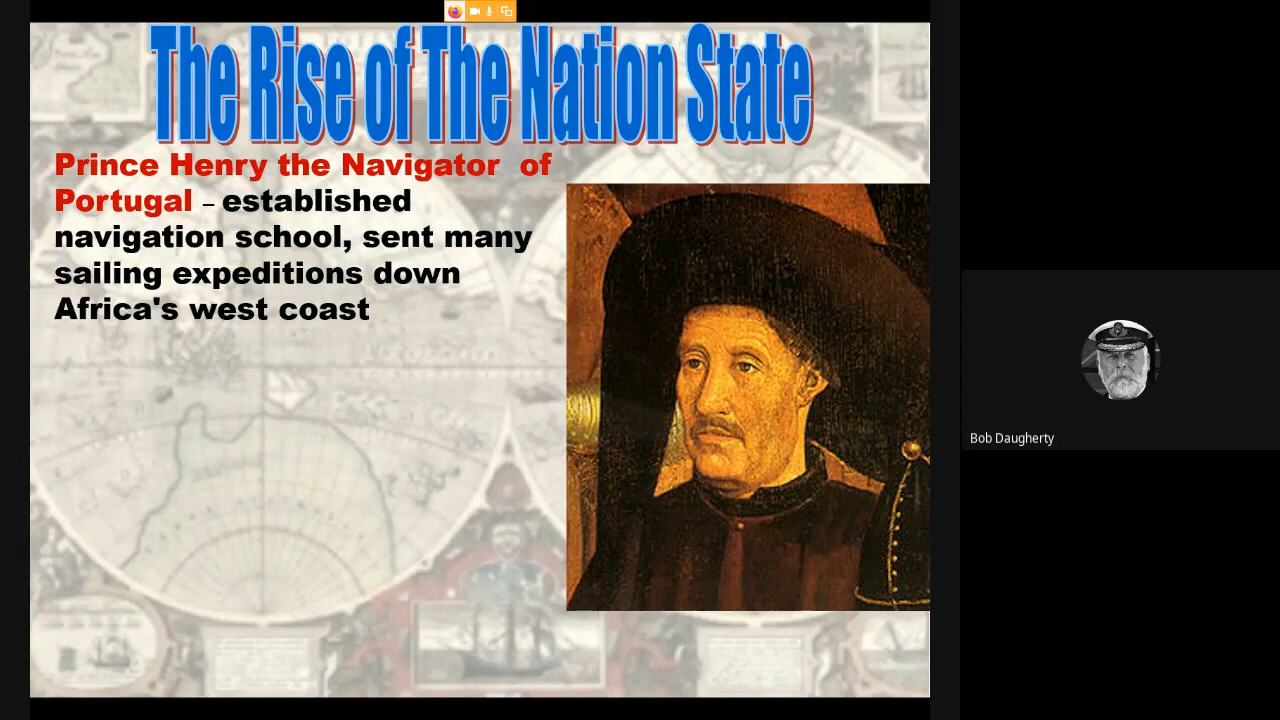 The Rise of The Nation State
Prince Henry the Navigator of
Portugal – established
navigation school, sent many
sailing expeditions down
Africa's west coast
Bob Daugherty